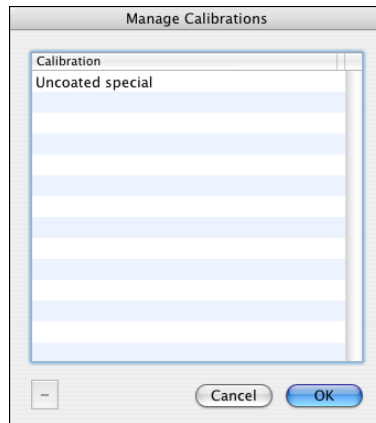 Manage Calibrations
Calibration
Uncoated special
–
Cancel
OK